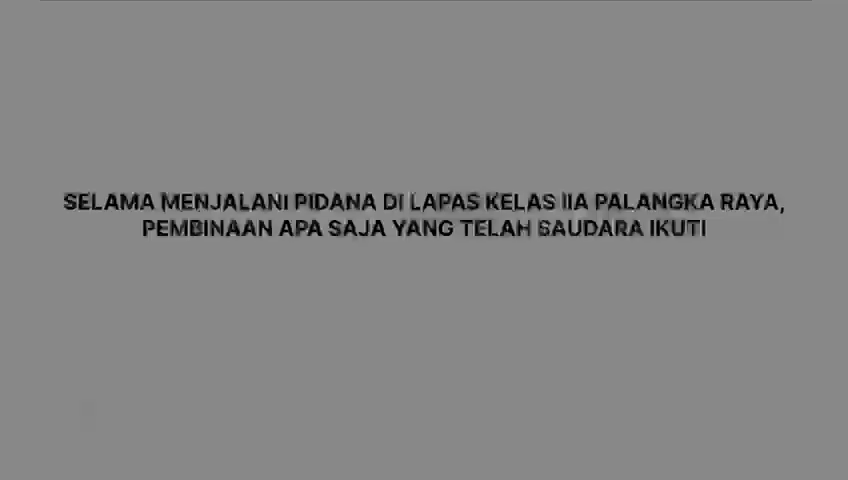 SELAMA MENJALANI PIDANA DI LAPAS KELAS IIA PALANGKA RAYA,
PEMBINAAN APA SAJA YANG TELAH SAUDARA IKUTI